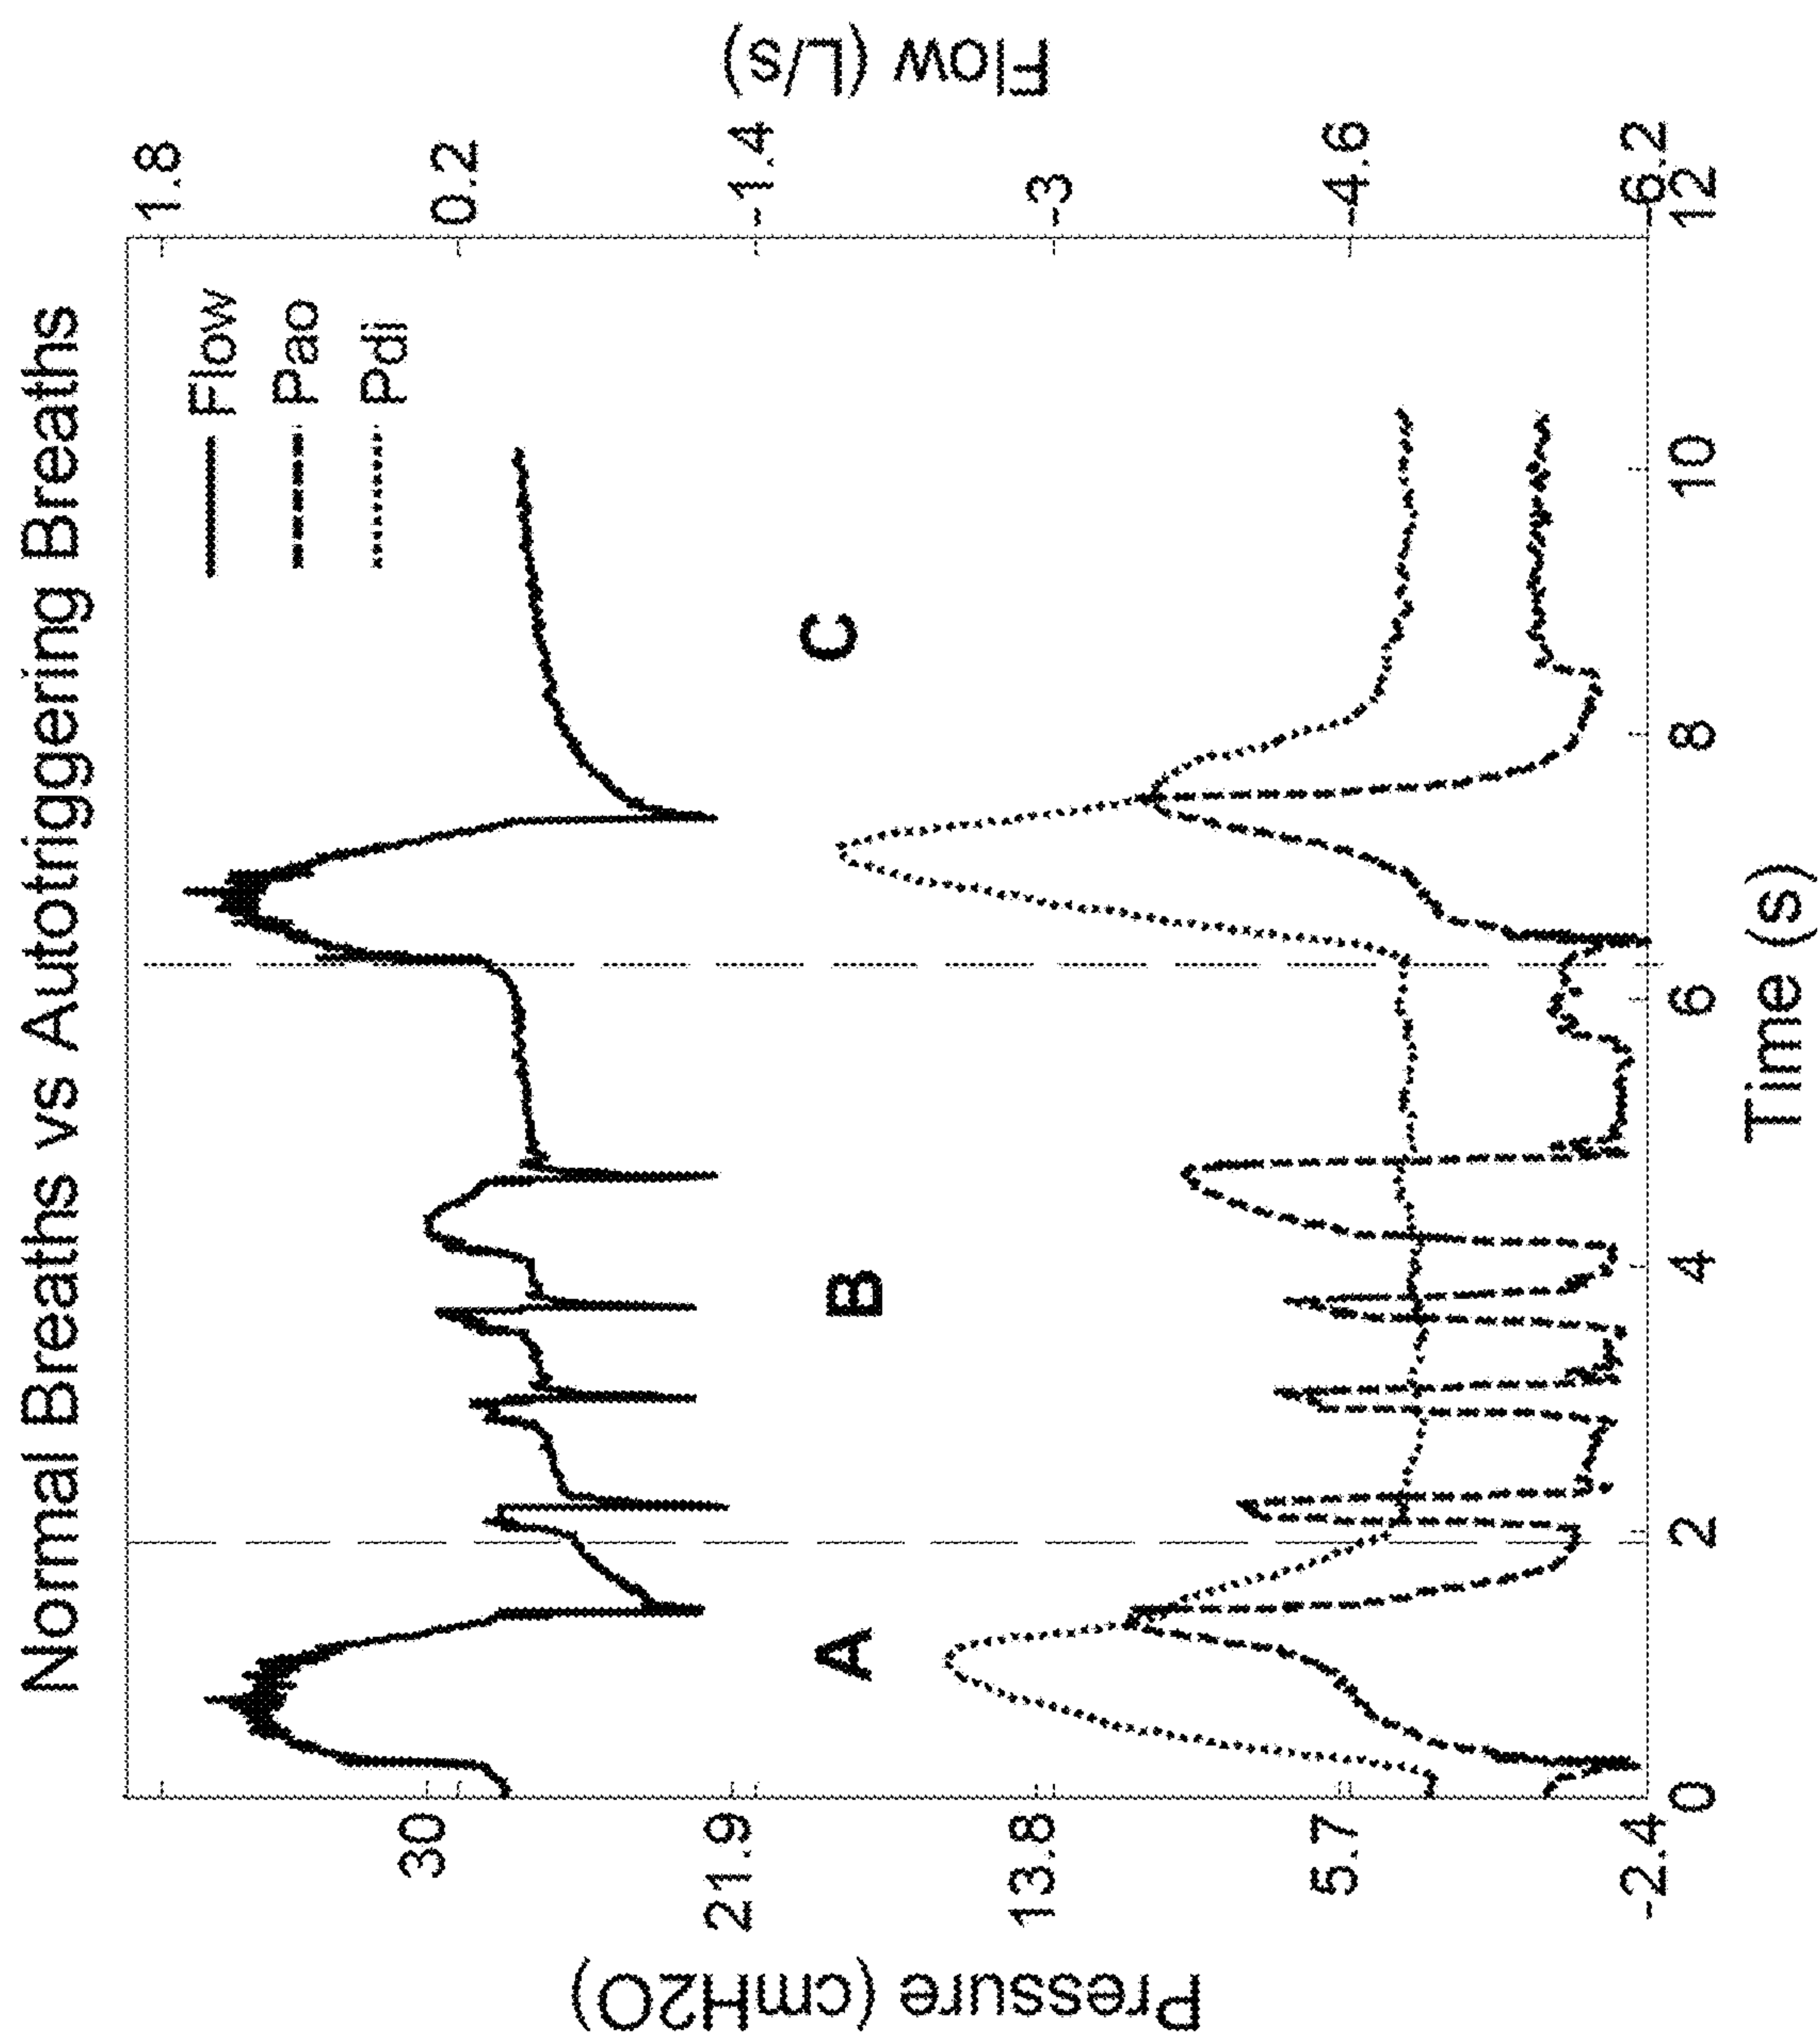 Normal Breaths vs Autotriggering Breaths
Pressure (cmH2O)
30
21.9
13.8
5.7
-2.4
Flow
Pao
Pdi
A
B
C
1.8
0.2
-1.4
-3
-4.6
-6.2
Flow (L/s)
0 2 4 6 8 10 12
Time (s)